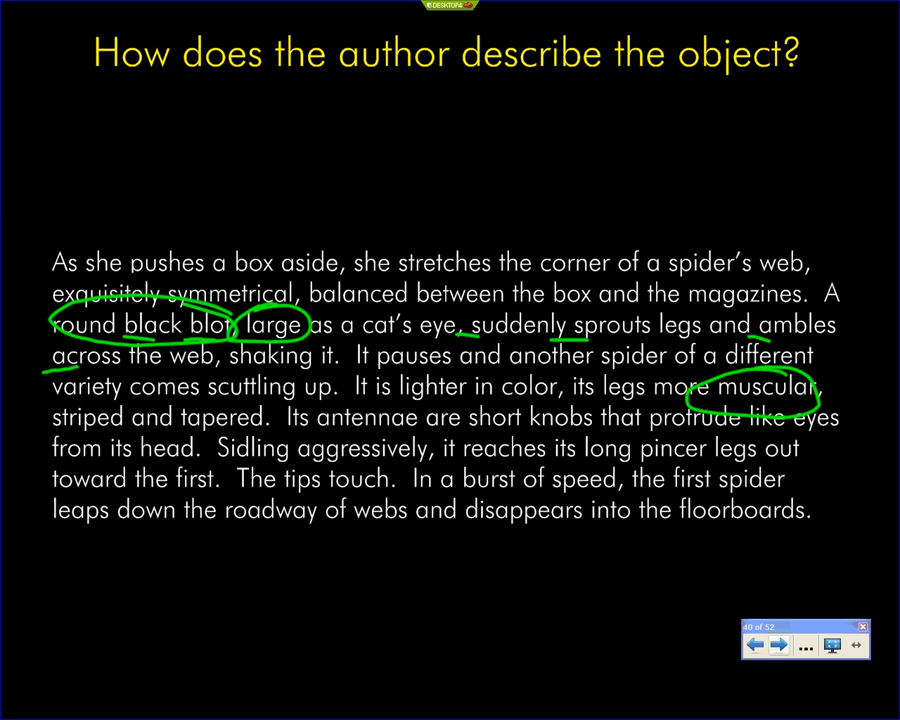 DESKTOP4
How does the author describe the object?
As she pushes a box aside, she stretches the corner of a spider's web,
exquisitely symmetrical, balanced between the box and the magazines.  A
round black blot, large as a cat's eye, suddenly sprouts legs and ambles
across the web, shaking it.  It pauses and another spider of a different
variety comes scuttling up.  It is lighter in color, its legs more muscular,
striped and tapered.  Its antennae are short knobs that protrude like eyes
from its head.  Sidling aggressively, it reaches its long pincer legs out
toward the first.  The tips touch.  In a burst of speed, the first spider
leaps down the roadway of webs and disappears into the floorboards.
40 of 52